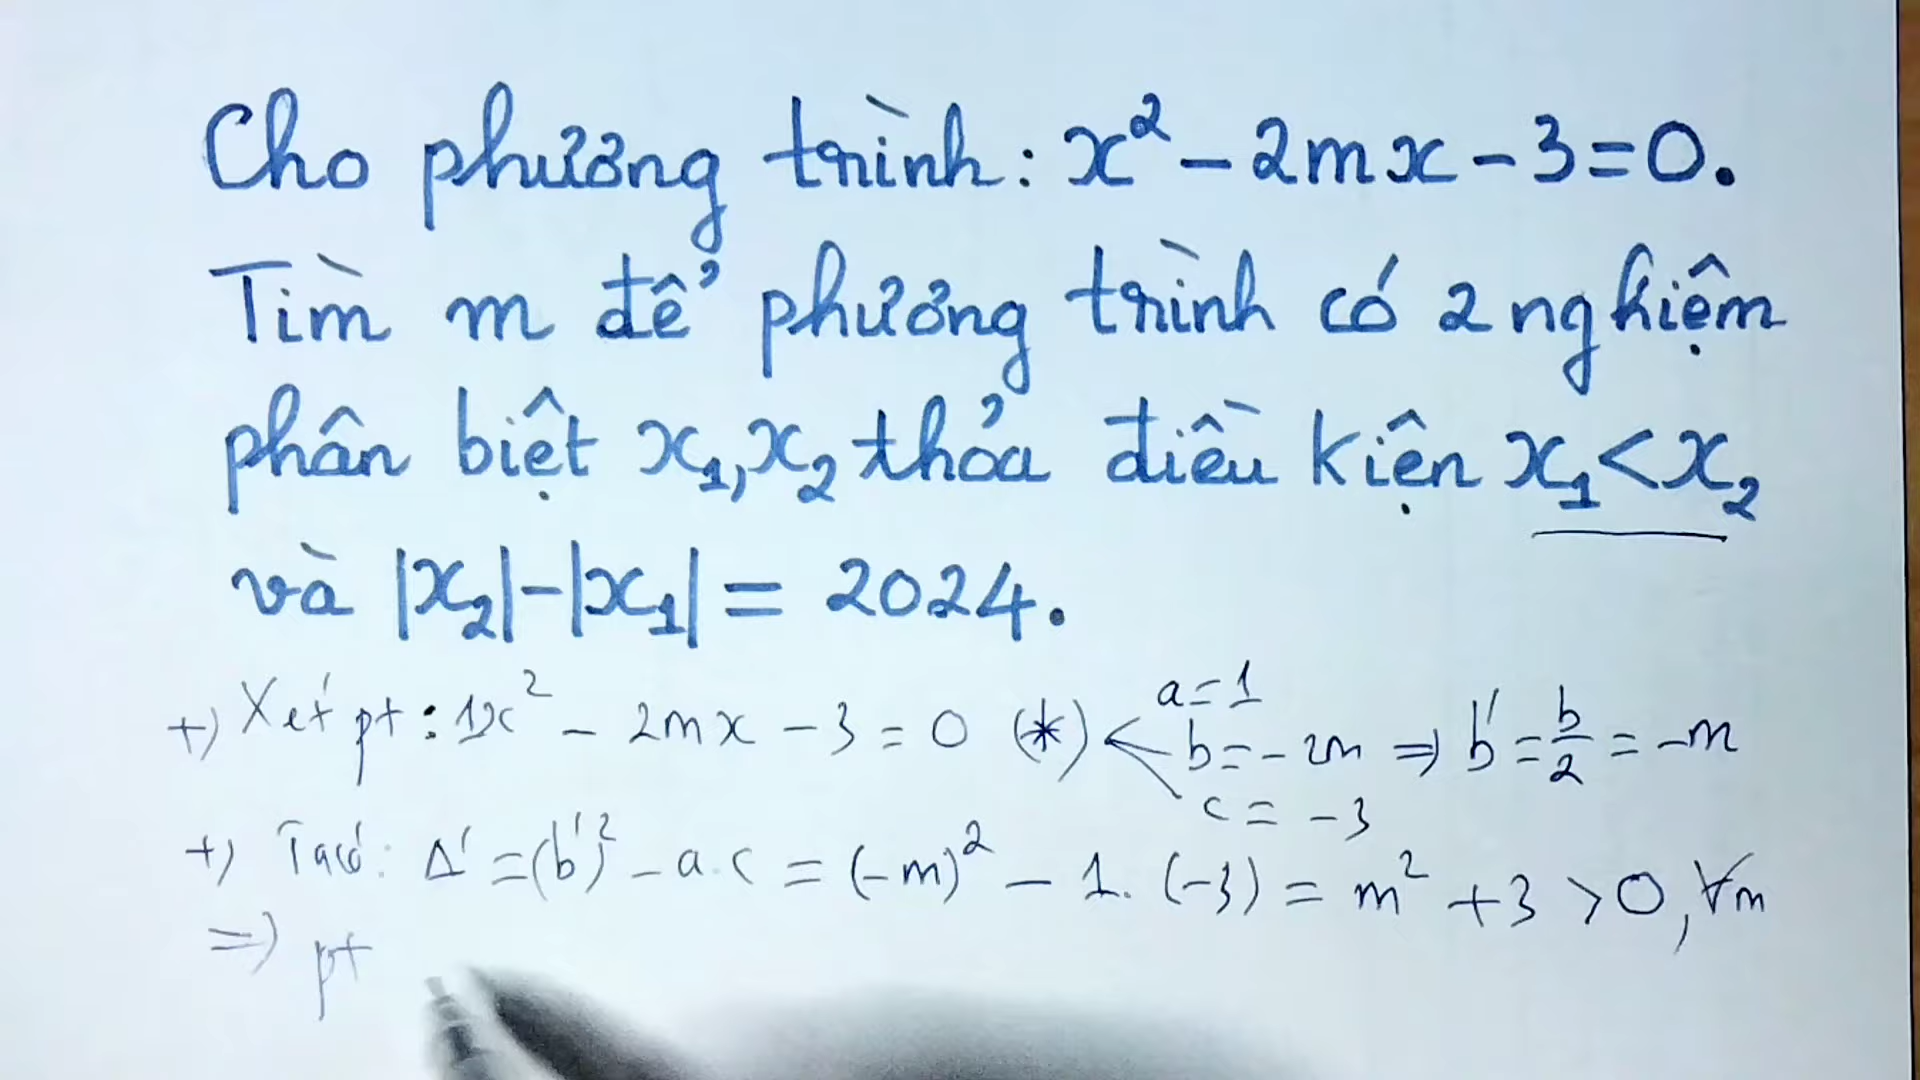 Cho phương trình: x² - 2mx - 3 = 0.
Tìm m để phương trình có 2 nghiệm
phân biệt x₁, x₂ thỏa điều kiện x₁ < x₂
và |x₂| - |x₁| = 2024.
+) Xét pt: 1x² - 2mx - 3 = 0 (*) a = 1
b = - 2m => b' = b/2 = -m
c = -3
+) Ta có: Δ' = (b')² - a.c = (-m)² - 1.(-3) = m² + 3 > 0, ∀m
=> pt